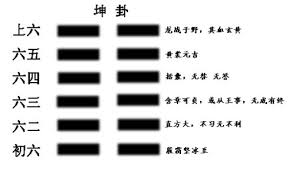 坤 卦
上六 龙战于野，其血玄黄
六五 黄裳元吉
六四 括囊，无咎 无誉
六三 含章可贞，或从王事，无成有终
六二 直方大，不习无不利
初六 履霜坚冰至